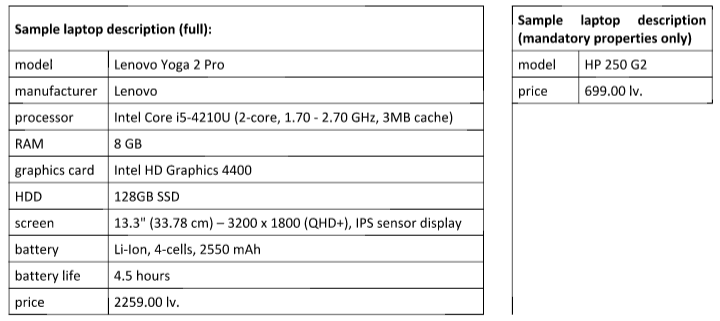 Sample laptop description (full):
model Lenovo Yoga 2 Pro
manufacturer Lenovo
processor Intel Core i5-4210U (2-core, 1.70 - 2.70 GHz, 3MB cache)
RAM 8 GB
graphics card Intel HD Graphics 4400
HDD 128GB SSD
screen 13.3" (33.78 cm) – 3200 x 1800 (QHD+), IPS sensor display
battery Li-Ion, 4-cells, 2550 mAh
battery life 4.5 hours
price 2259.00 lv.
Sample laptop description
(mandatory properties only)
model HP 250 G2
price 699.00 lv.